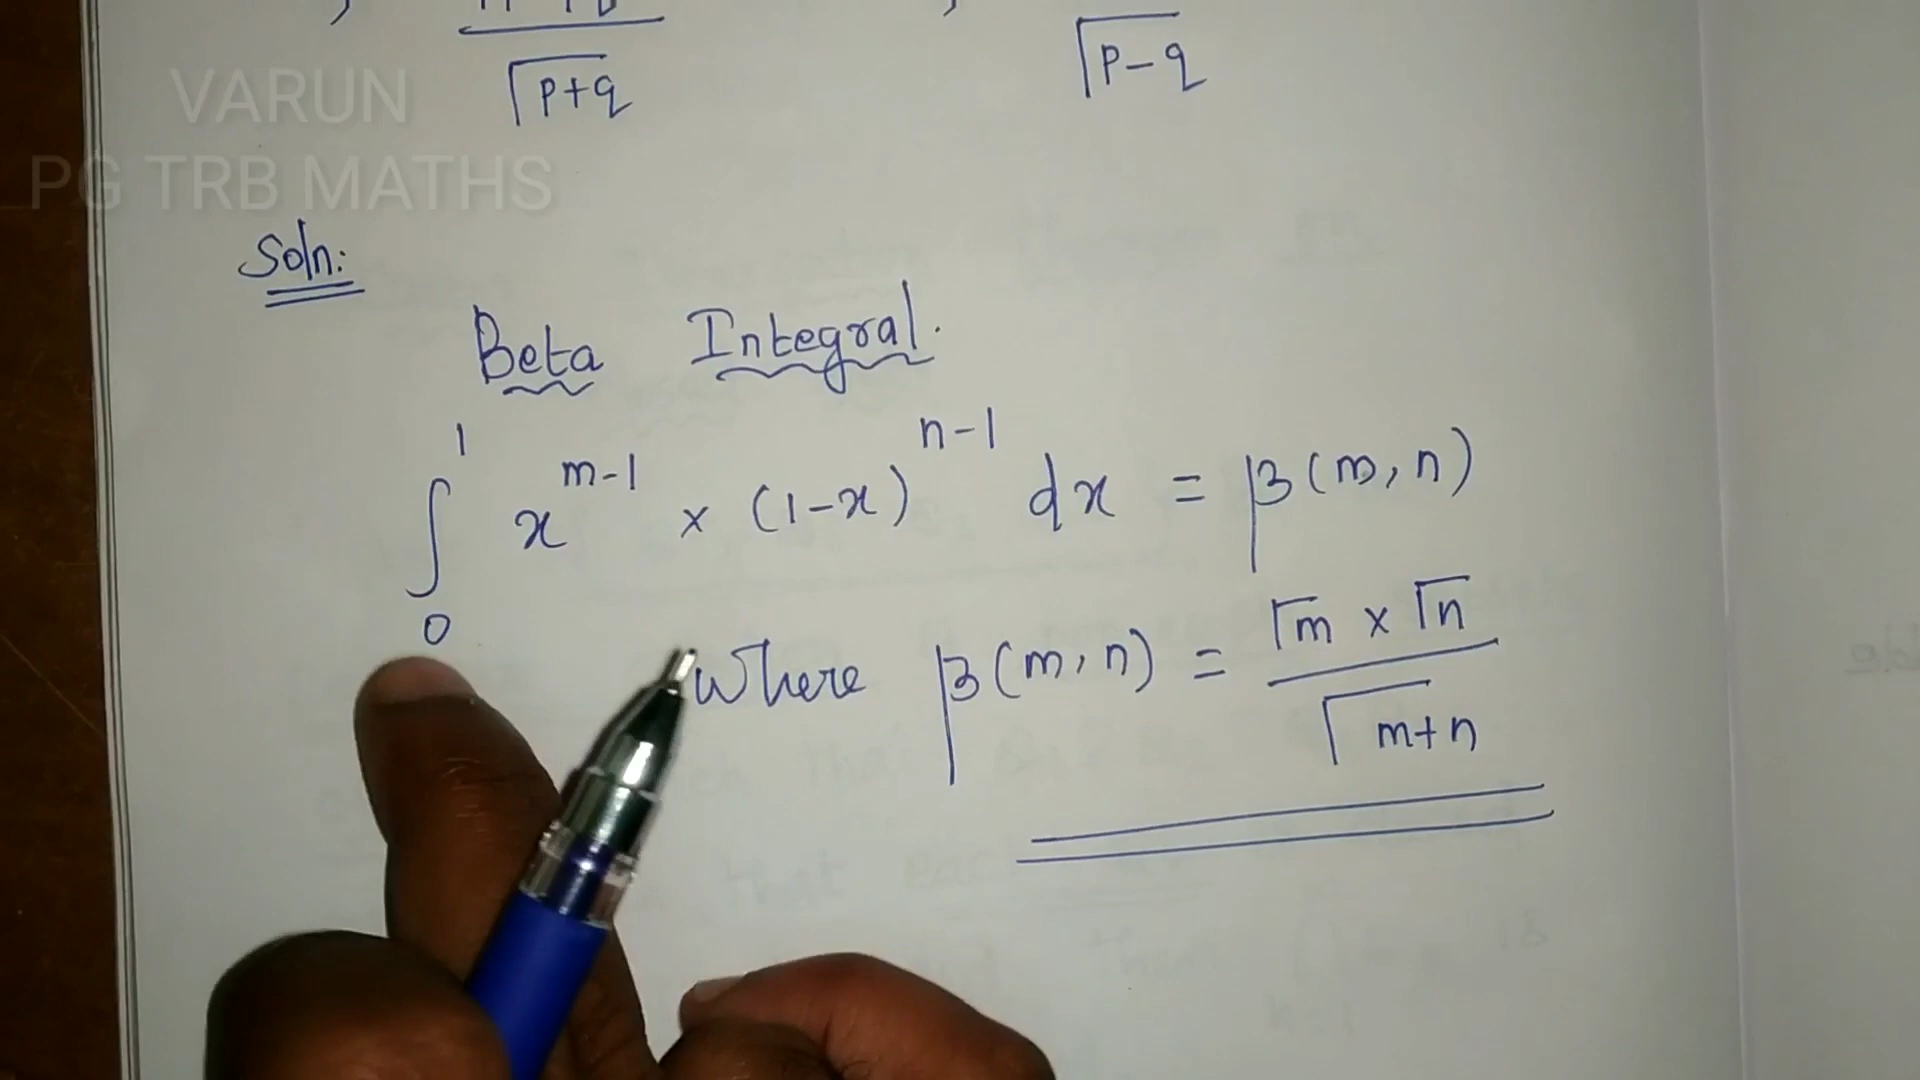 Γp+q
Γp-q
VARUN
PG TRB MATHS
Soln:
Beta Integral.
∫₀¹ x^(m-1) × (1-x)^(n-1) dx = β(m,n)
Where β(m,n) = Γm × Γn / Γm+n